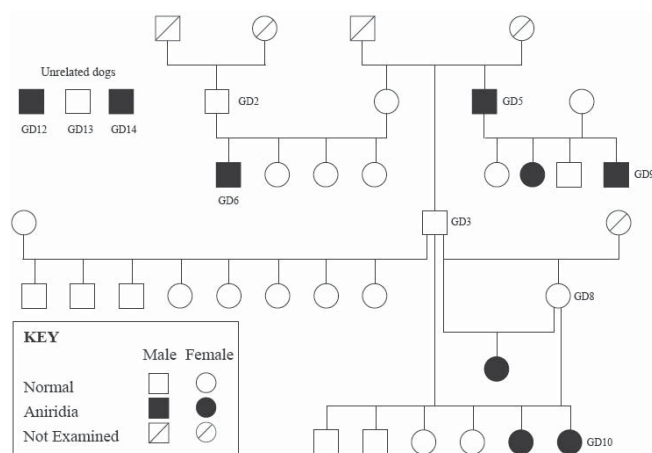 Unrelated dogs
GD12 GD13 GD14
GD2
GD5
GD6
GD9
GD3
GD8
KEY
Male Female
Normal
Aniridia
Not Examined
GD10